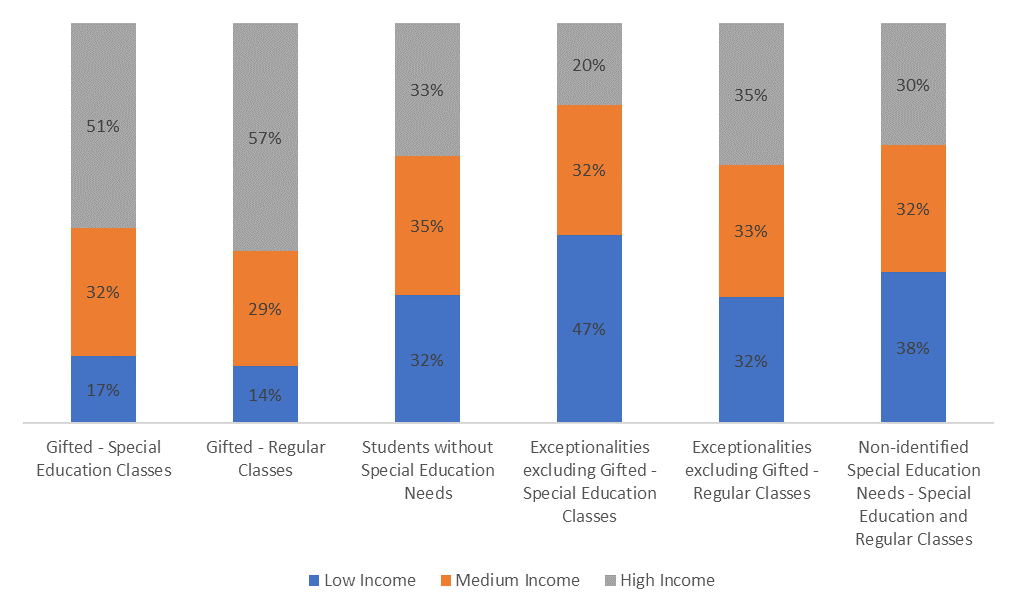 51%
57%
33%
20%
35%
30%
32%
29%
35%
32%
33%
32%
17%
14%
32%
47%
32%
38%
Gifted - Special
Education Classes
Gifted - Regular
Classes
Students without
Special Education
Needs
Exceptionalities
excluding Gifted -
Special Education
Classes
Exceptionalities
excluding Gifted -
Regular Classes
Non-identified
Special Education
Needs - Special
Education and
Regular Classes
Low Income
Medium Income
High Income